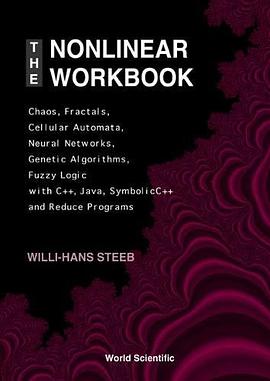 THE NONLINEAR
WORKBOOK
Chaos, Fractals,
Cellular Automata,
Neural Networks,
Genetic Algorithms,
Fuzzy Logic
with C++, Java, SymbolicC++
and Reduce Programs
WILLI-HANS STEEB
World Scientific